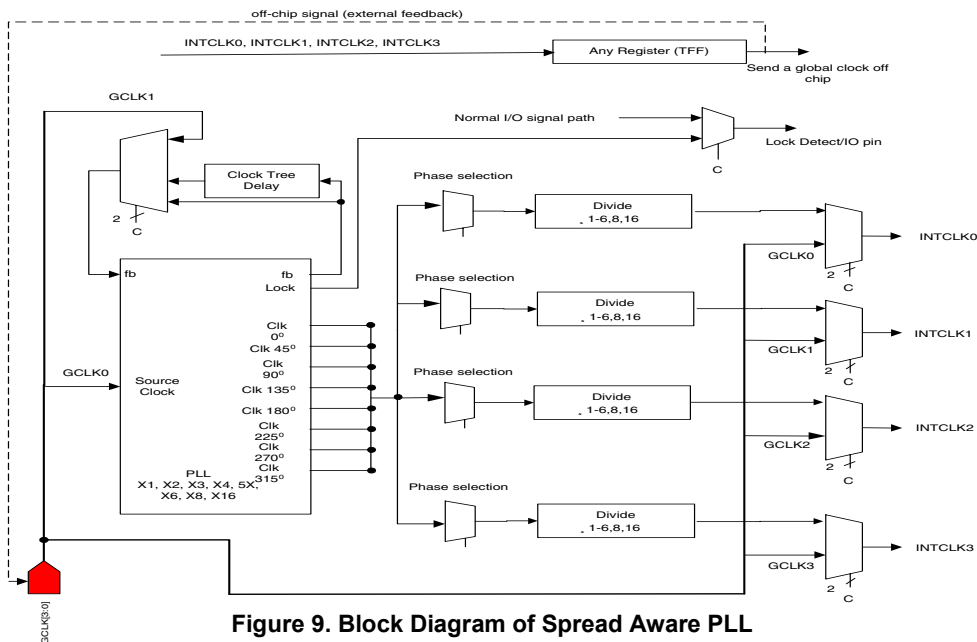 off-chip signal (external feedback)
INTCLK0, INTCLK1, INTCLK2, INTCLK3
Any Register (TFF)
Send a global clock off
chip
GCLK1
Normal I/O signal path
Lock Detect/IO pin
C
Clock Tree
Delay
2
C
Phase selection
Divide
1-6,8,16
GCLK0
2
C
INTCLK0
fb
fb
Lock
Phase selection
Divide
. 1-6,8,16
GCLK1
2
C
INTCLK1
GCLK0
Source
Clock
Clk
0°
Clk 45°
Clk
90°
Clk 135°
Clk 180°
Clk
225°
Clk
270°
Clk
315°
PLL
X1, X2, X3, X4, 5X,
X6, X8, X16
Phase selection
Divide
. 1-6,8,16
GCLK2
2
C
INTCLK2
Phase selection
Divide
. 1-6,8,16
GCLK3
2
C
INTCLK3
GCLK[3:0]
Figure 9. Block Diagram of Spread Aware PLL